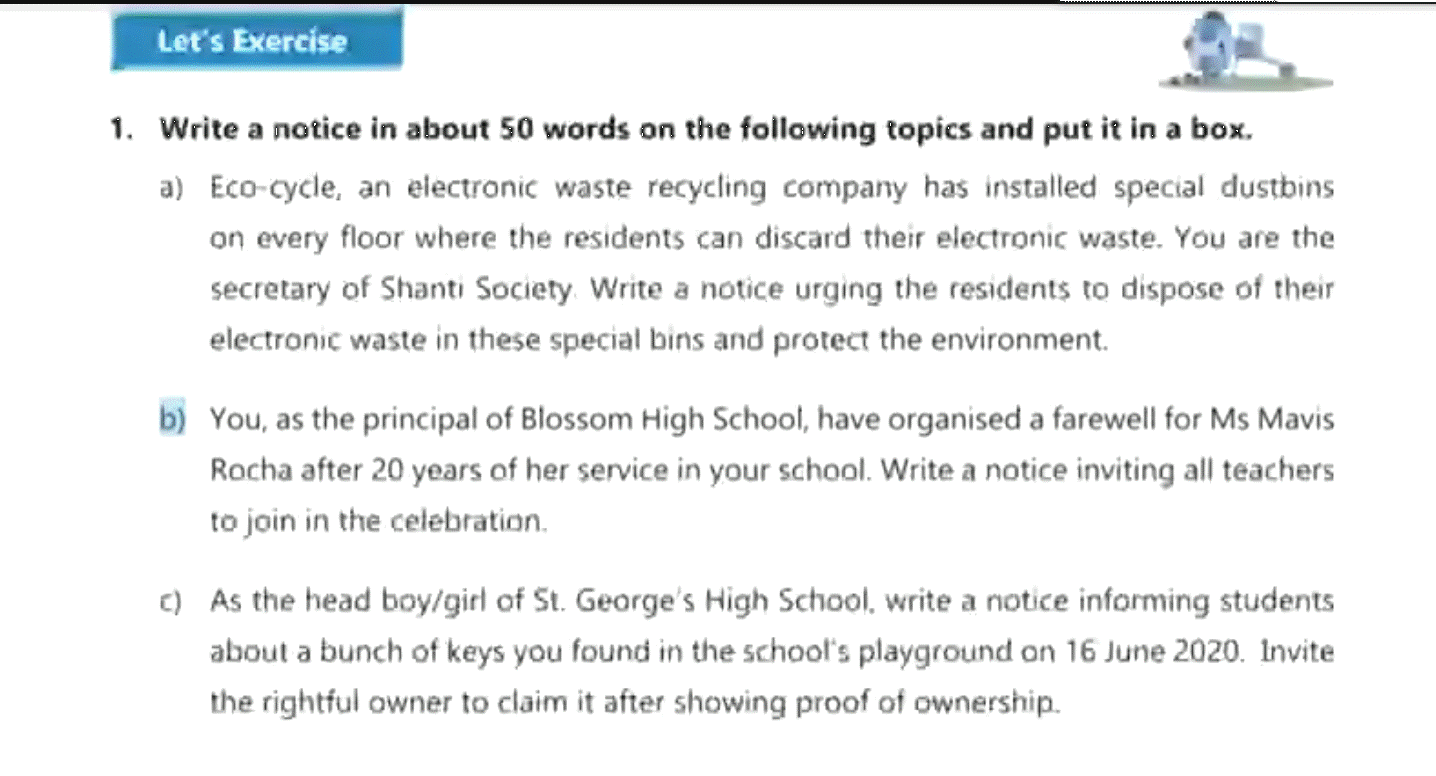 Let's Exercise
1. Write a notice in about 50 words on the following topics and put it in a box.
a) Eco-cycle, an electronic waste recycling company has installed special dustbins
on every floor where the residents can discard their electronic waste. You are the
secretary of Shanti Society. Write a notice urging the residents to dispose of their
electronic waste in these special bins and protect the environment.
b) You, as the principal of Blossom High School, have organised a farewell for Ms Mavis
Rocha after 20 years of her service in your school. Write a notice inviting all teachers
to join in the celebration.
c) As the head boy/girl of St. George's High School, write a notice informing students
about a bunch of keys you found in the school's playground on 16 June 2020. Invite
the rightful owner to claim it after showing proof of ownership.